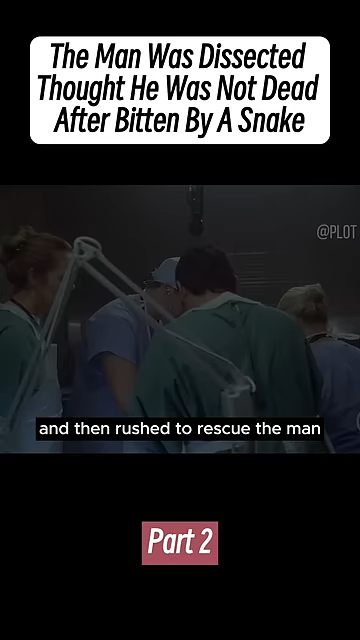 The Man Was Dissected
Thought He Was Not Dead
After Bitten By A Snake
@PLOT
and then rushed to rescue the man
Part 2